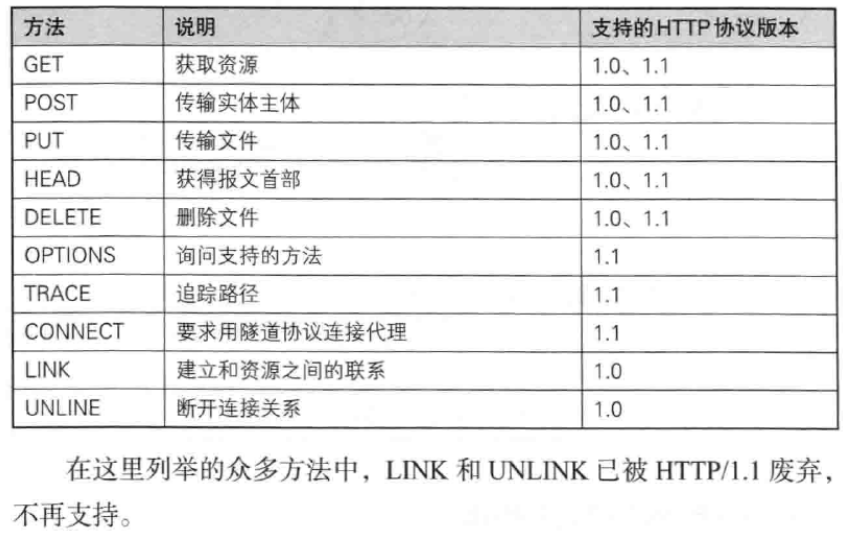 方法 说明 支持的HTTP协议版本
GET 获取资源 1.0、1.1
POST 传输实体主体 1.0、1.1
PUT 传输文件 1.0、1.1
HEAD 获得报文首部 1.0、1.1
DELETE 删除文件 1.0、1.1
OPTIONS 询问支持的方法 1.1
TRACE 追踪路径 1.1
CONNECT 要求用隧道协议连接代理 1.1
LINK 建立和资源之间的联系 1.0
UNLINE 断开连接关系 1.0
在这里列举的众多方法中，LINK 和 UNLINK 已被 HTTP/1.1 废弃，
不再支持。